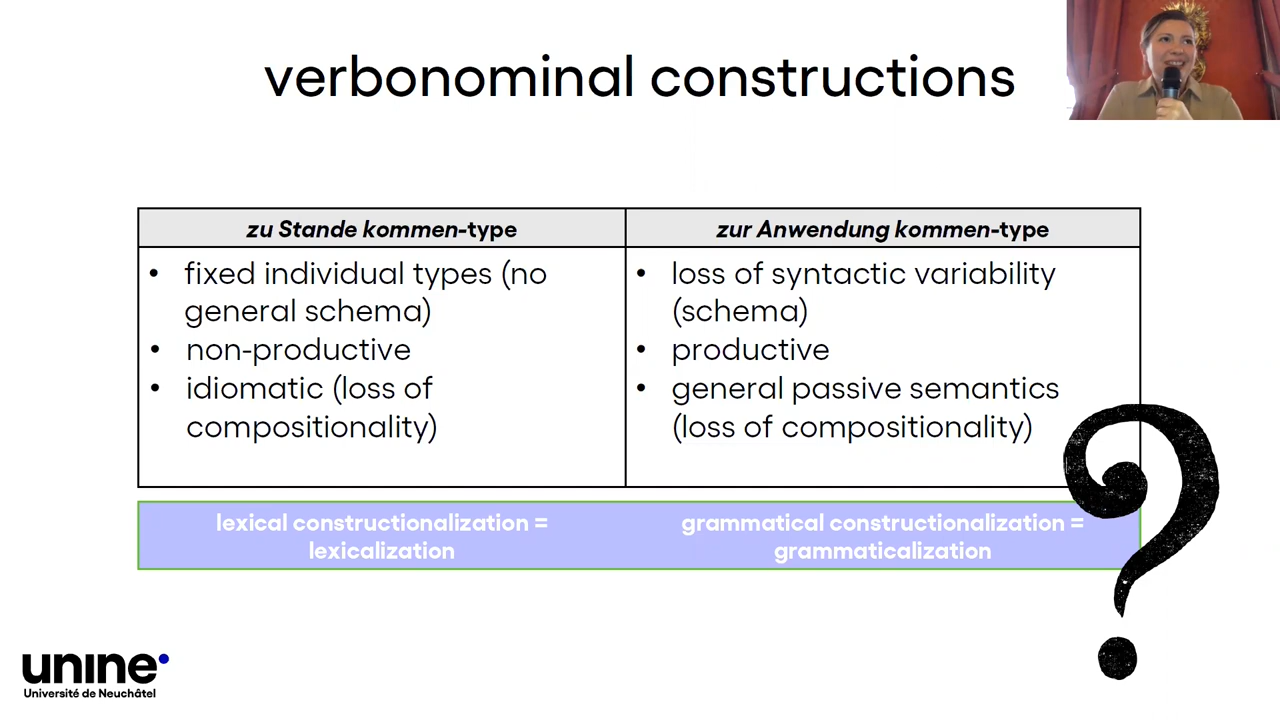 verbonominal constructions
zu Stande kommen-type
zur Anwendung kommen-type
• fixed individual types (no
general schema)
• non-productive
• idiomatic (loss of
compositionality)
• loss of syntactic variability
(schema)
• productive
• general passive semantics
(loss of compositionality)
lexical constructionalization =
lexicalization
grammatical constructionalization =
grammaticalization
?
unine
Université de Neuchâtel